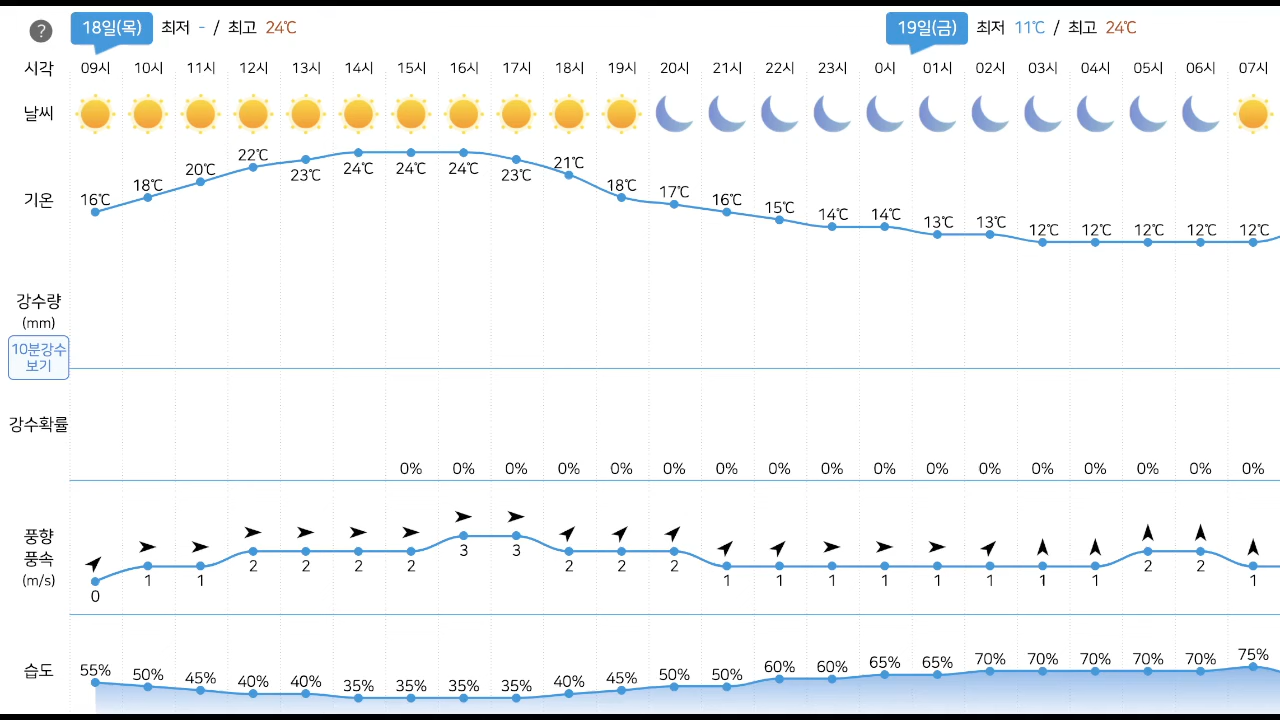 ? 18일(목) 최저 - / 최고 24℃ 19일(금) 최저 11℃ / 최고 24℃
시각 09시 10시 11시 12시 13시 14시 15시 16시 17시 18시 19시 20시 21시 22시 23시 0시 01시 02시 03시 04시 05시 06시 07시
날씨
기온 16℃ 18℃ 20℃ 22℃ 23℃ 24℃ 24℃ 24℃ 23℃ 21℃ 18℃ 17℃ 16℃ 15℃ 14℃ 14℃ 13℃ 13℃ 12℃ 12℃ 12℃ 12℃ 12℃
강수량
(mm)
10분강수
보기
강수확률
0% 0% 0% 0% 0% 0% 0% 0% 0% 0% 0% 0% 0% 0% 0% 0% 0%
풍향
풍속
(m/s) 0 1 1 2 2 2 2 3 3 2 2 2 1 1 1 1 1 1 1 1 2 2 1
습도 55% 50% 45% 40% 40% 35% 35% 35% 35% 40% 45% 50% 50% 60% 60% 65% 65% 70% 70% 70% 70% 70% 75%